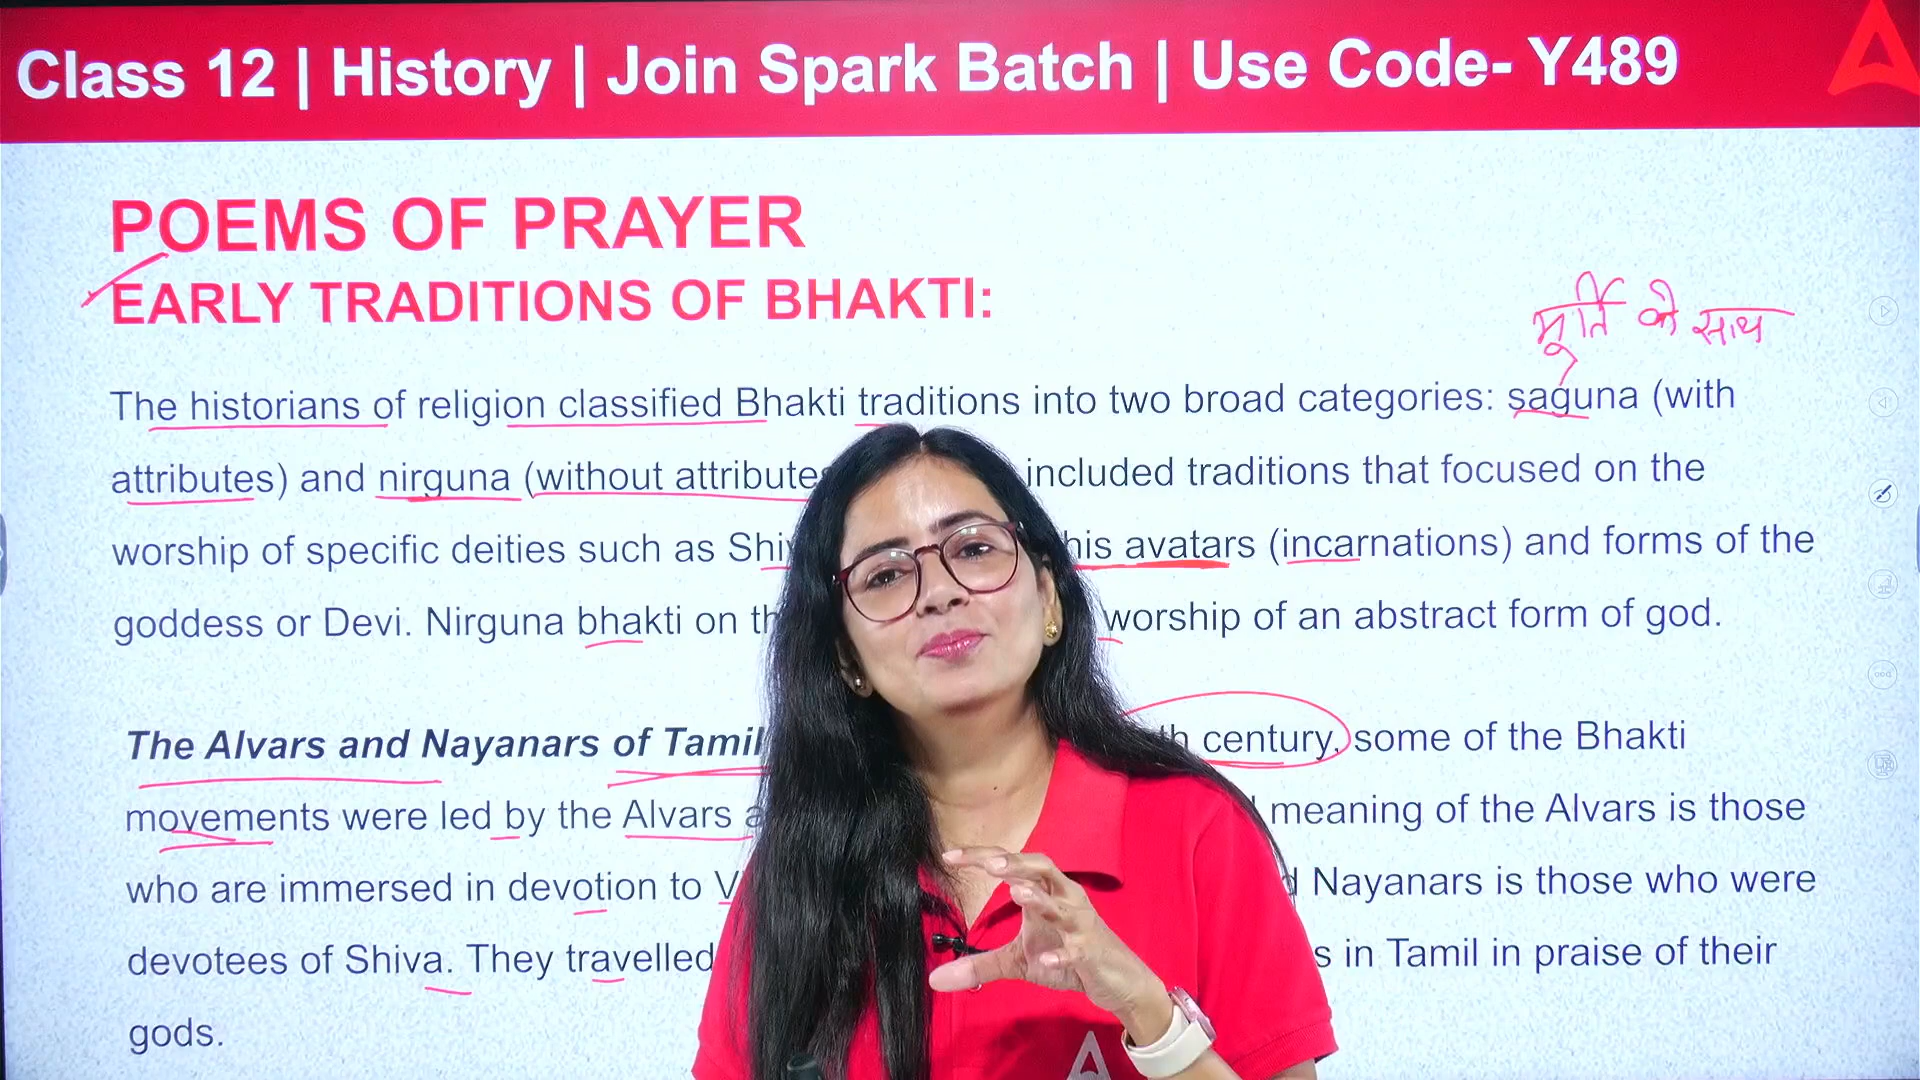 Class 12 | History | Join Spark Batch | Use Code- Y489
POEMS OF PRAYER
EARLY TRADITIONS OF BHAKTI:
मूर्ति के साथ
The historians of religion classified Bhakti traditions into two broad categories: saguna (with
attributes) and nirguna (without included traditions that focused on the
worship of specific deities such as his avatars (incarnations) and forms of the
goddess or Devi. Nirguna bhakti on worship of an abstract form of god.
The Alvars and Nayanars of Tamil century, some of the Bhakti
movements were led by the Alvars meaning of the Alvars is those
who are immersed in devotion to Nayanars is those who were
devotees of Shiva. They travelled in Tamil in praise of their
gods.